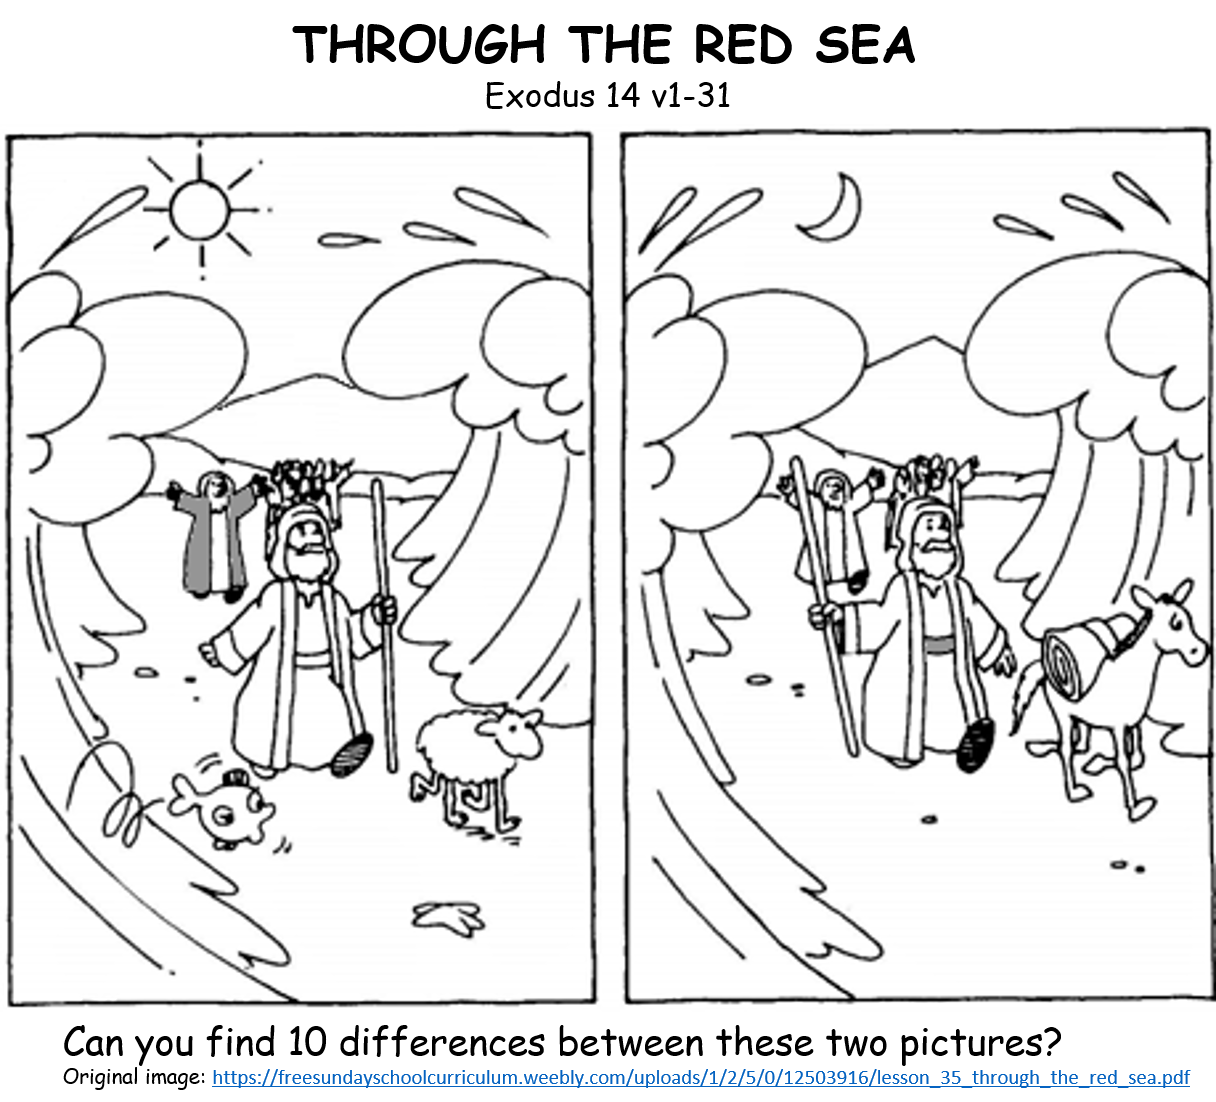 THROUGH THE RED SEA
Exodus 14 v1-31
Can you find 10 differences between these two pictures?
Original image: https://freesundayschoolcurriculum.weebly.com/uploads/1/2/5/0/12503916/lesson_35_through_the_red_sea.pdf